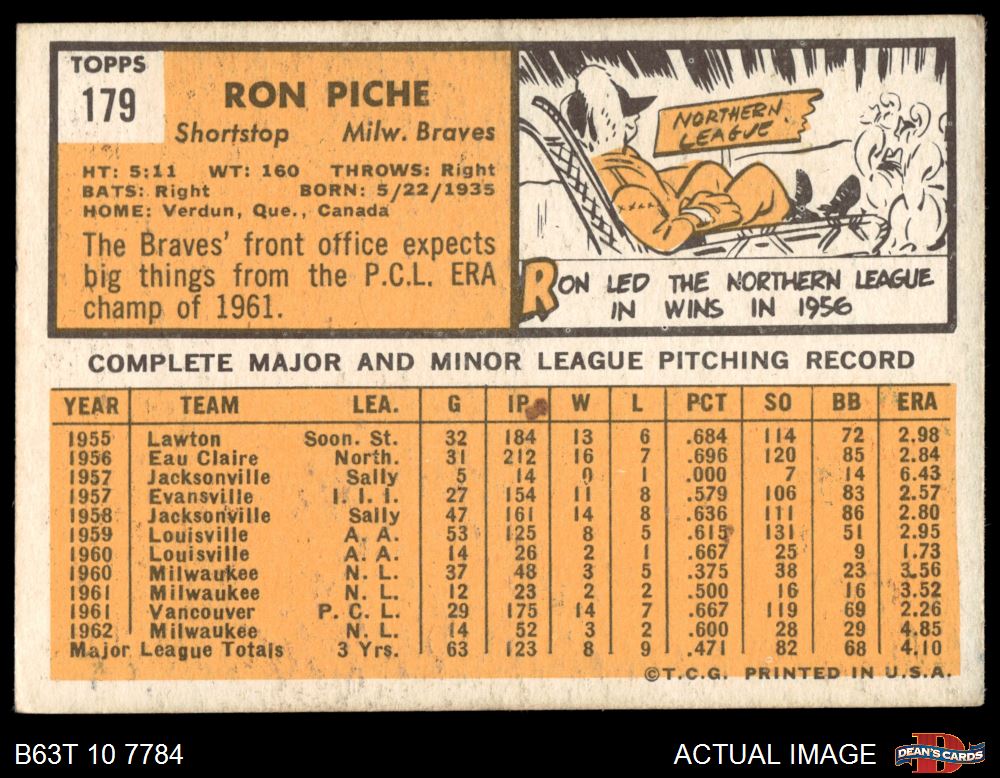 TOPPS
179
RON PICHE
Shortstop Milw. Braves
HT: 5:11 WT: 160 THROWS: Right
BATS: Right BORN: 5/22/1935
HOME: Verdun, Que., Canada
The Braves' front office expects
big things from the P.C.L. ERA
champ of 1961.
NORTHERN
LEAGUE
RON LED THE NORTHERN LEAGUE
IN WINS IN 1956
COMPLETE MAJOR AND MINOR LEAGUE PITCHING RECORD
YEAR TEAM LEA. G IP W L PCT SO BB ERA
1955 Lawton Soon. St. 32 184 13 6 .684 114 72 2.98
1956 Eau Claire North. 31 212 16 7 .696 120 85 2.84
1957 Jacksonville Sally 5 14 0 1 .000 7 14 6.43
1957 Evansville I. I. I. 27 154 11 8 .579 106 83 2.57
1958 Jacksonville Sally 47 161 14 8 .636 111 86 2.80
1959 Louisville A. A. 53 125 8 5 .615 131 51 2.95
1960 Louisville A. A. 14 26 2 1 .667 25 9 1.73
1960 Milwaukee N. L. 37 48 3 5 .375 38 23 3.56
1961 Milwaukee N. L. 12 23 2 2 .500 16 16 3.52
1961 Vancouver P. C. L. 29 175 14 7 .667 119 69 2.26
1962 Milwaukee N. L. 14 52 3 2 .600 28 29 4.85
Major League Totals 3 Yrs. 63 123 8 9 .471 82 68 4.10
©T.C.G. PRINTED IN U.S.A.
B63T 10 7784
ACTUAL IMAGE
DEAN'S CARDS